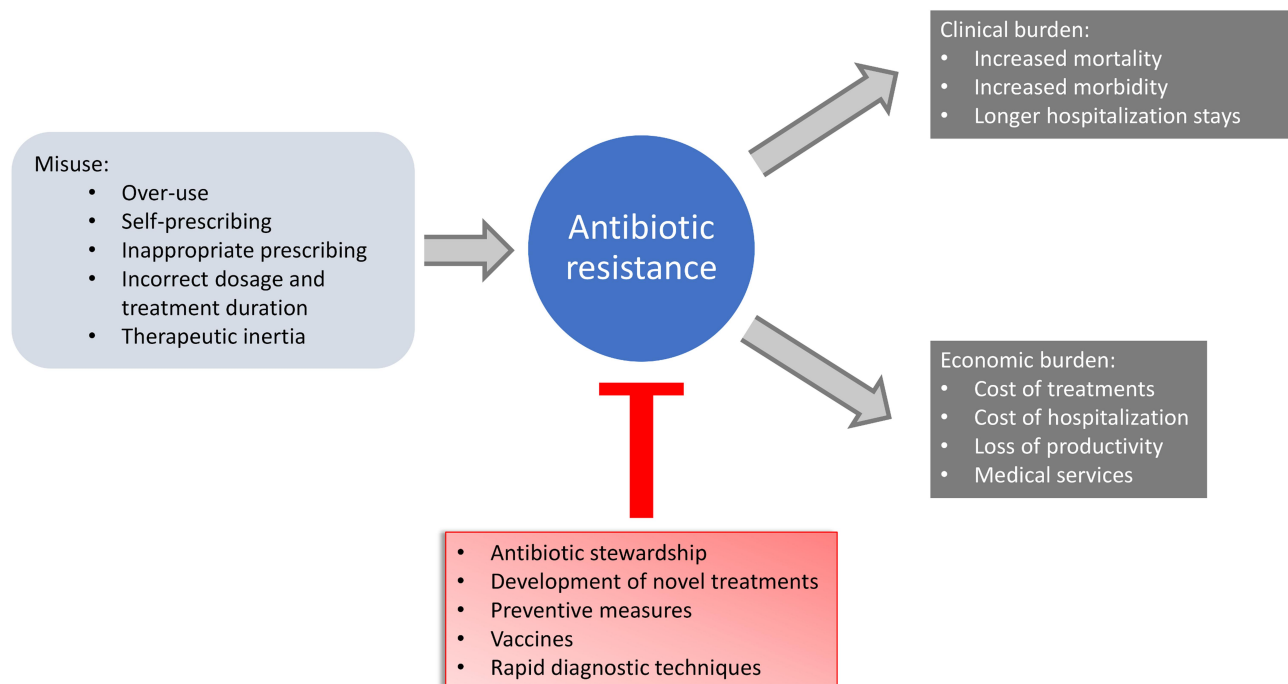 Misuse:
• Over-use
• Self-prescribing
• Inappropriate prescribing
• Incorrect dosage and
treatment duration
• Therapeutic inertia
Antibiotic
resistance
Clinical burden:
• Increased mortality
• Increased morbidity
• Longer hospitalization stays
Economic burden:
• Cost of treatments
• Cost of hospitalization
• Loss of productivity
• Medical services
• Antibiotic stewardship
• Development of novel treatments
• Preventive measures
• Vaccines
• Rapid diagnostic techniques